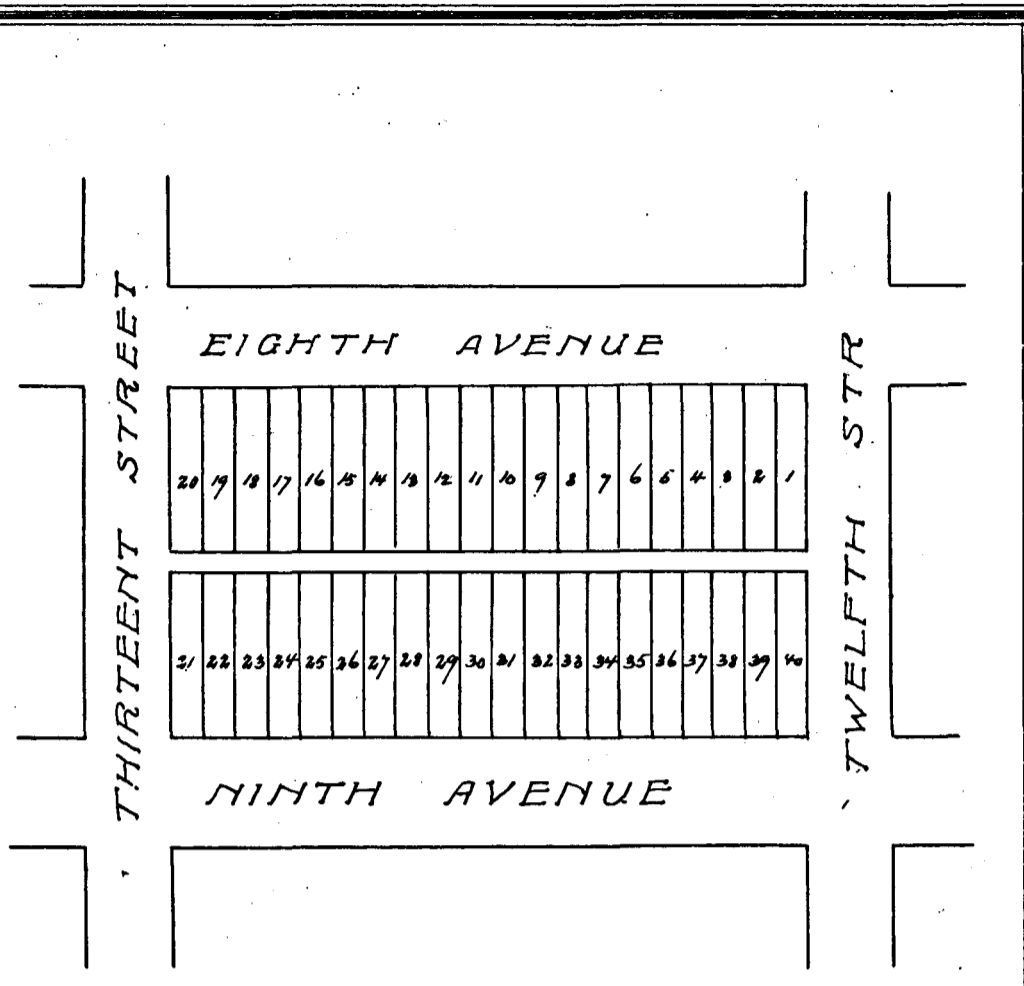 EIGHTH AVENUE
THIRTEENT STREET
TWELFTH STR
20 19 18 17 16 15 14 13 12 11 10 9 8 7 6 5 4 3 2 1
21 22 23 24 25 26 27 28 29 30 31 32 33 34 35 36 37 38 39 40
NINTH AVENUE